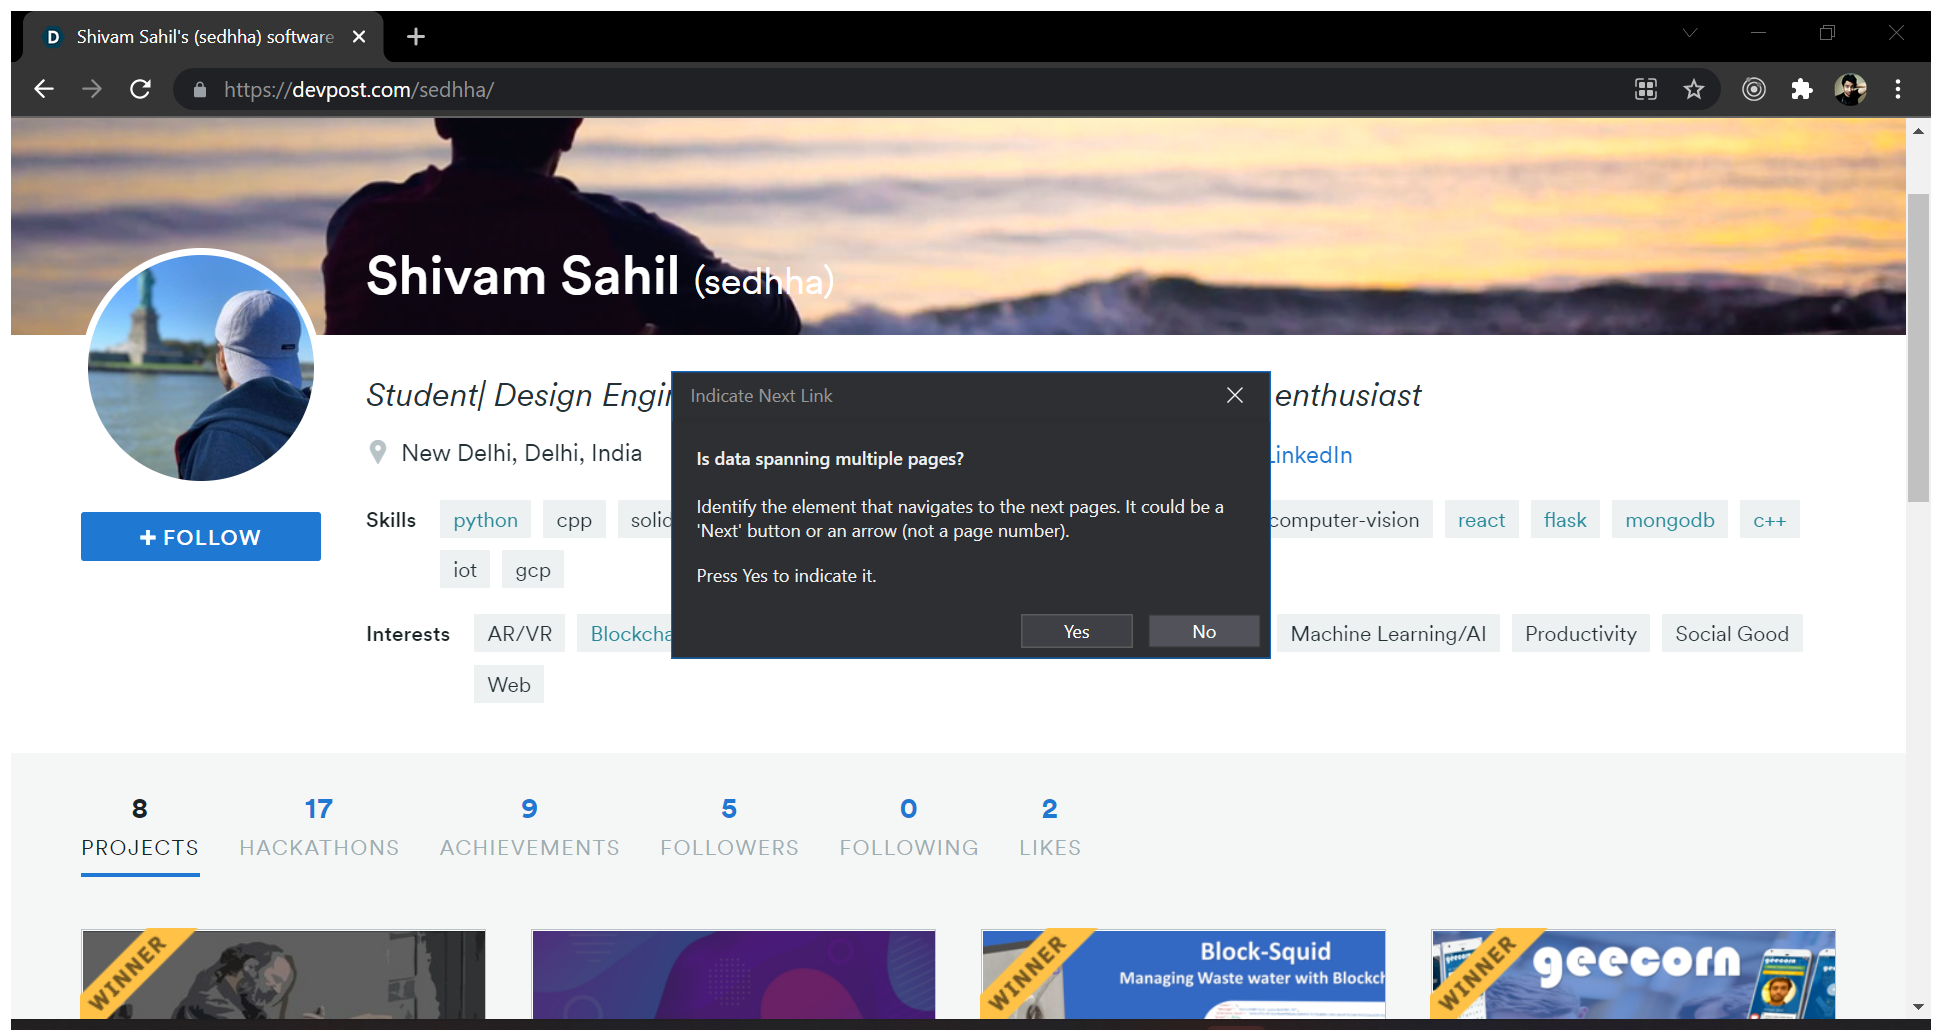 D Shivam Sahil's (sedhha) software
https://devpost.com/sedhha/
Shivam Sahil (sedhha)
Student| Design Engi
enthusiast
New Delhi, Delhi, India
LinkedIn
+ FOLLOW
Skills python cpp solid
computer-vision react flask mongodb c++
iot gcp
Interests AR/VR Blockcha
Machine Learning/AI Productivity Social Good
Web
Indicate Next Link
Is data spanning multiple pages?
Identify the element that navigates to the next pages. It could be a
'Next' button or an arrow (not a page number).
Press Yes to indicate it.
Yes No
8 17 9 5 0 2
PROJECTS HACKATHONS ACHIEVEMENTS FOLLOWERS FOLLOWING LIKES
WINNER
WINNER
Block-Squid
Managing Waste water with Blockch
WINNER
geecorn